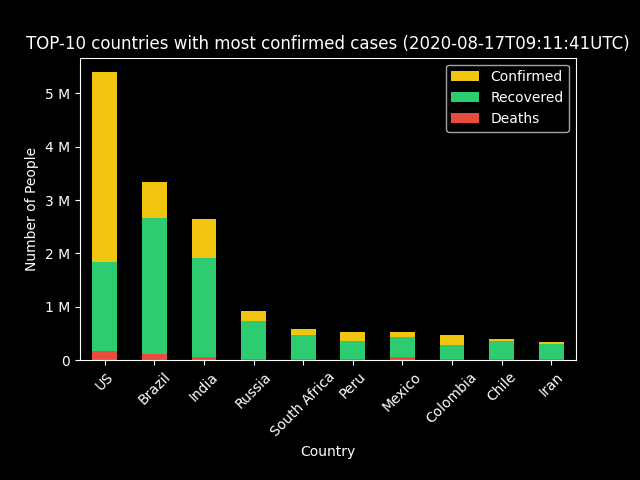 TOP-10 countries with most confirmed cases (2020-08-17T09:11:41UTC)
Confirmed
Recovered
Deaths
Number of People
5 M
4 M
3 M
2 M
1 M
0
US
Brazil
India
Russia
South Africa
Peru
Mexico
Colombia
Chile
Iran
Country